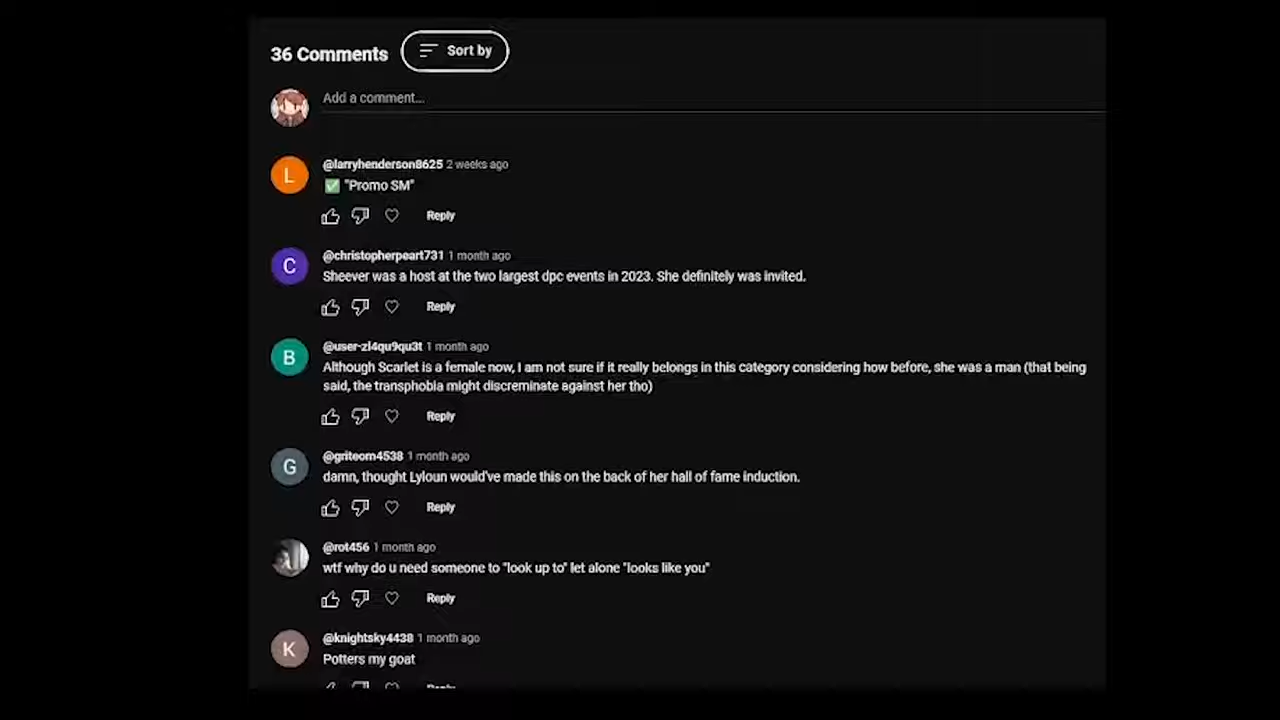 36 Comments
Sort by
Add a comment...
@larryhenderson8625 2 weeks ago
L
✅ "Promo SM"
Reply
@christopherpeart731 1 month ago
C
Sheever was a host at the two largest dpc events in 2023. She definitely was invited.
Reply
@user-zl4qu9qu3t 1 month ago
B
Although Scarlet is a female now, I am not sure if it really belongs in this category considering how before, she was a man (that being
said, the transphobia might discreminate against her tho)
Reply
@griteom4538 1 month ago
G
damn, thought Lyloun would've made this on the back of her hall of fame induction.
Reply
@rot456 1 month ago
wtf why do u need someone to "look up to" let alone "looks like you"
Reply
@knightsky4438 1 month ago
K
Potters my goat
Reply